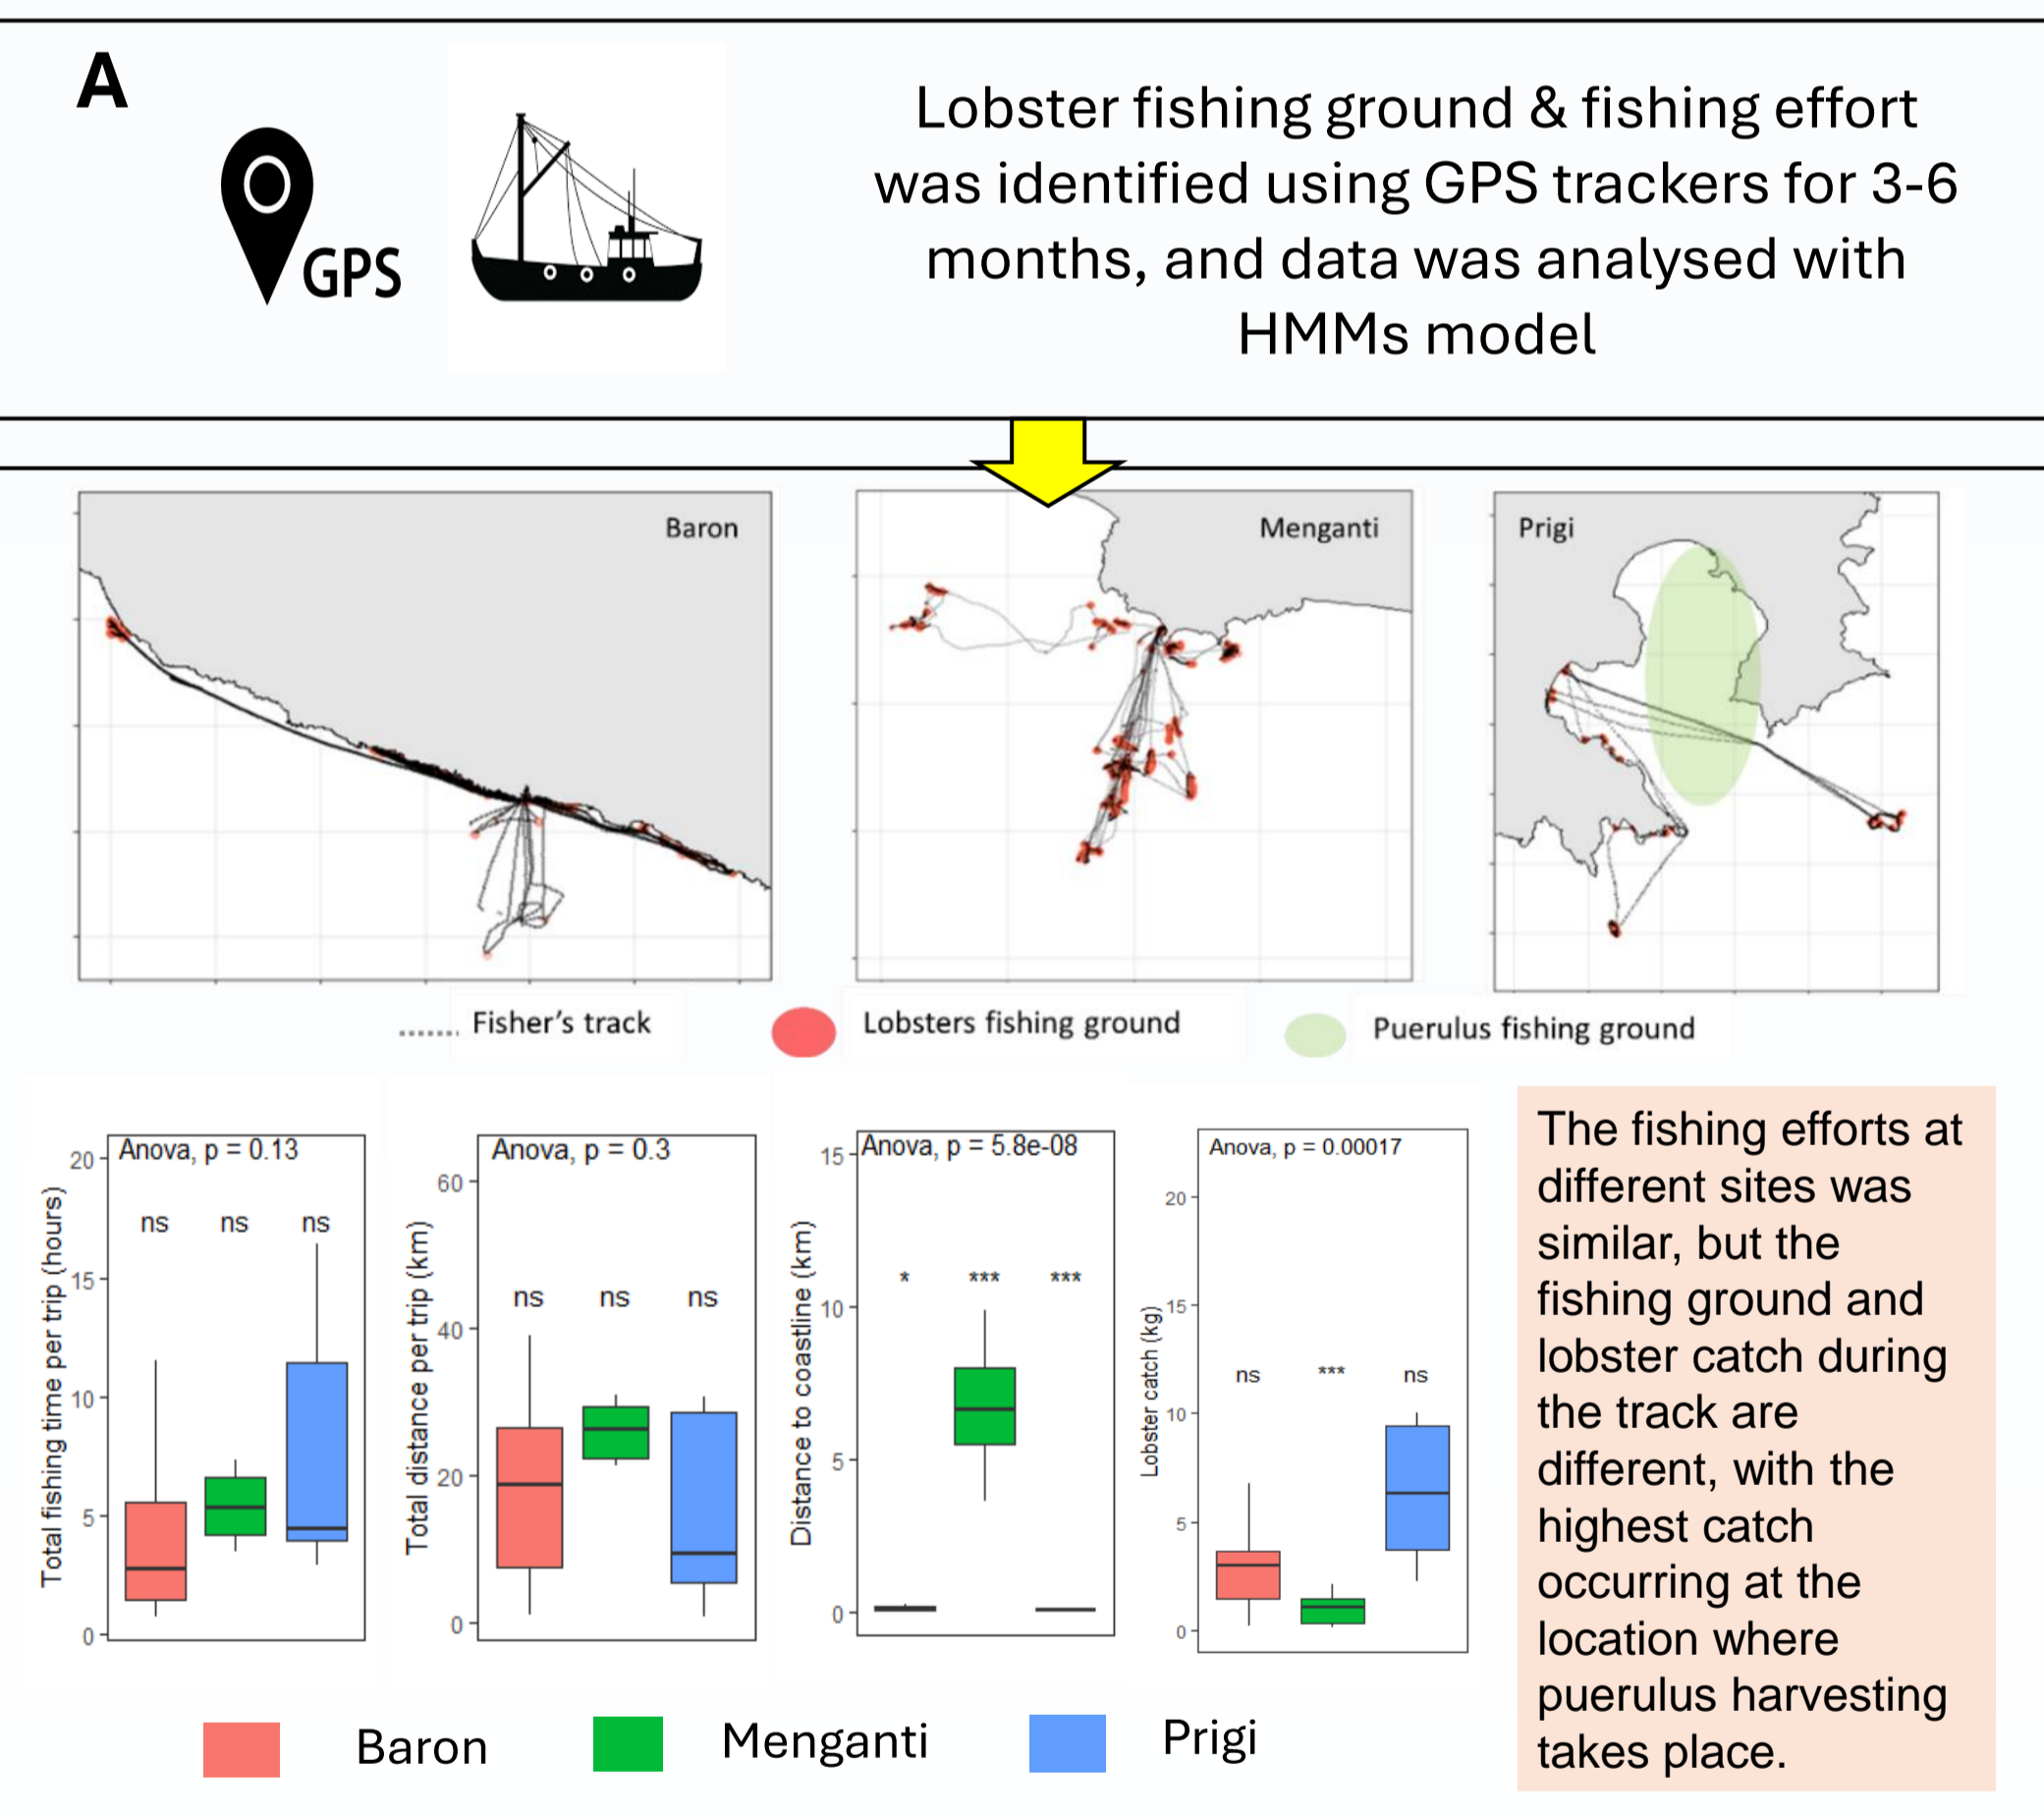 A
GPS
Lobster fishing ground & fishing effort
was identified using GPS trackers for 3-6
months, and data was analysed with
HMMs model
Baron
Menganti
Prigi
Fisher's track
Lobsters fishing ground
Puerulus fishing ground
Total fishing time per trip (hours)
Anova, p = 0.13
20
15
10
5
0
ns ns ns
Total distance per trip (km)
Anova, p = 0.3
60
40
20
0
ns ns ns
Distance to coastline (km)
Anova, p = 5.8e-08
15
10
5
0
* *** ***
Lobster catch (kg)
Anova, p = 0.00017
20
15
10
5
0
ns *** ns
The fishing efforts at
different sites was
similar, but the
fishing ground and
lobster catch during
the track are
different, with the
highest catch
occurring at the
location where
puerulus harvesting
takes place.
Baron
Menganti
Prigi